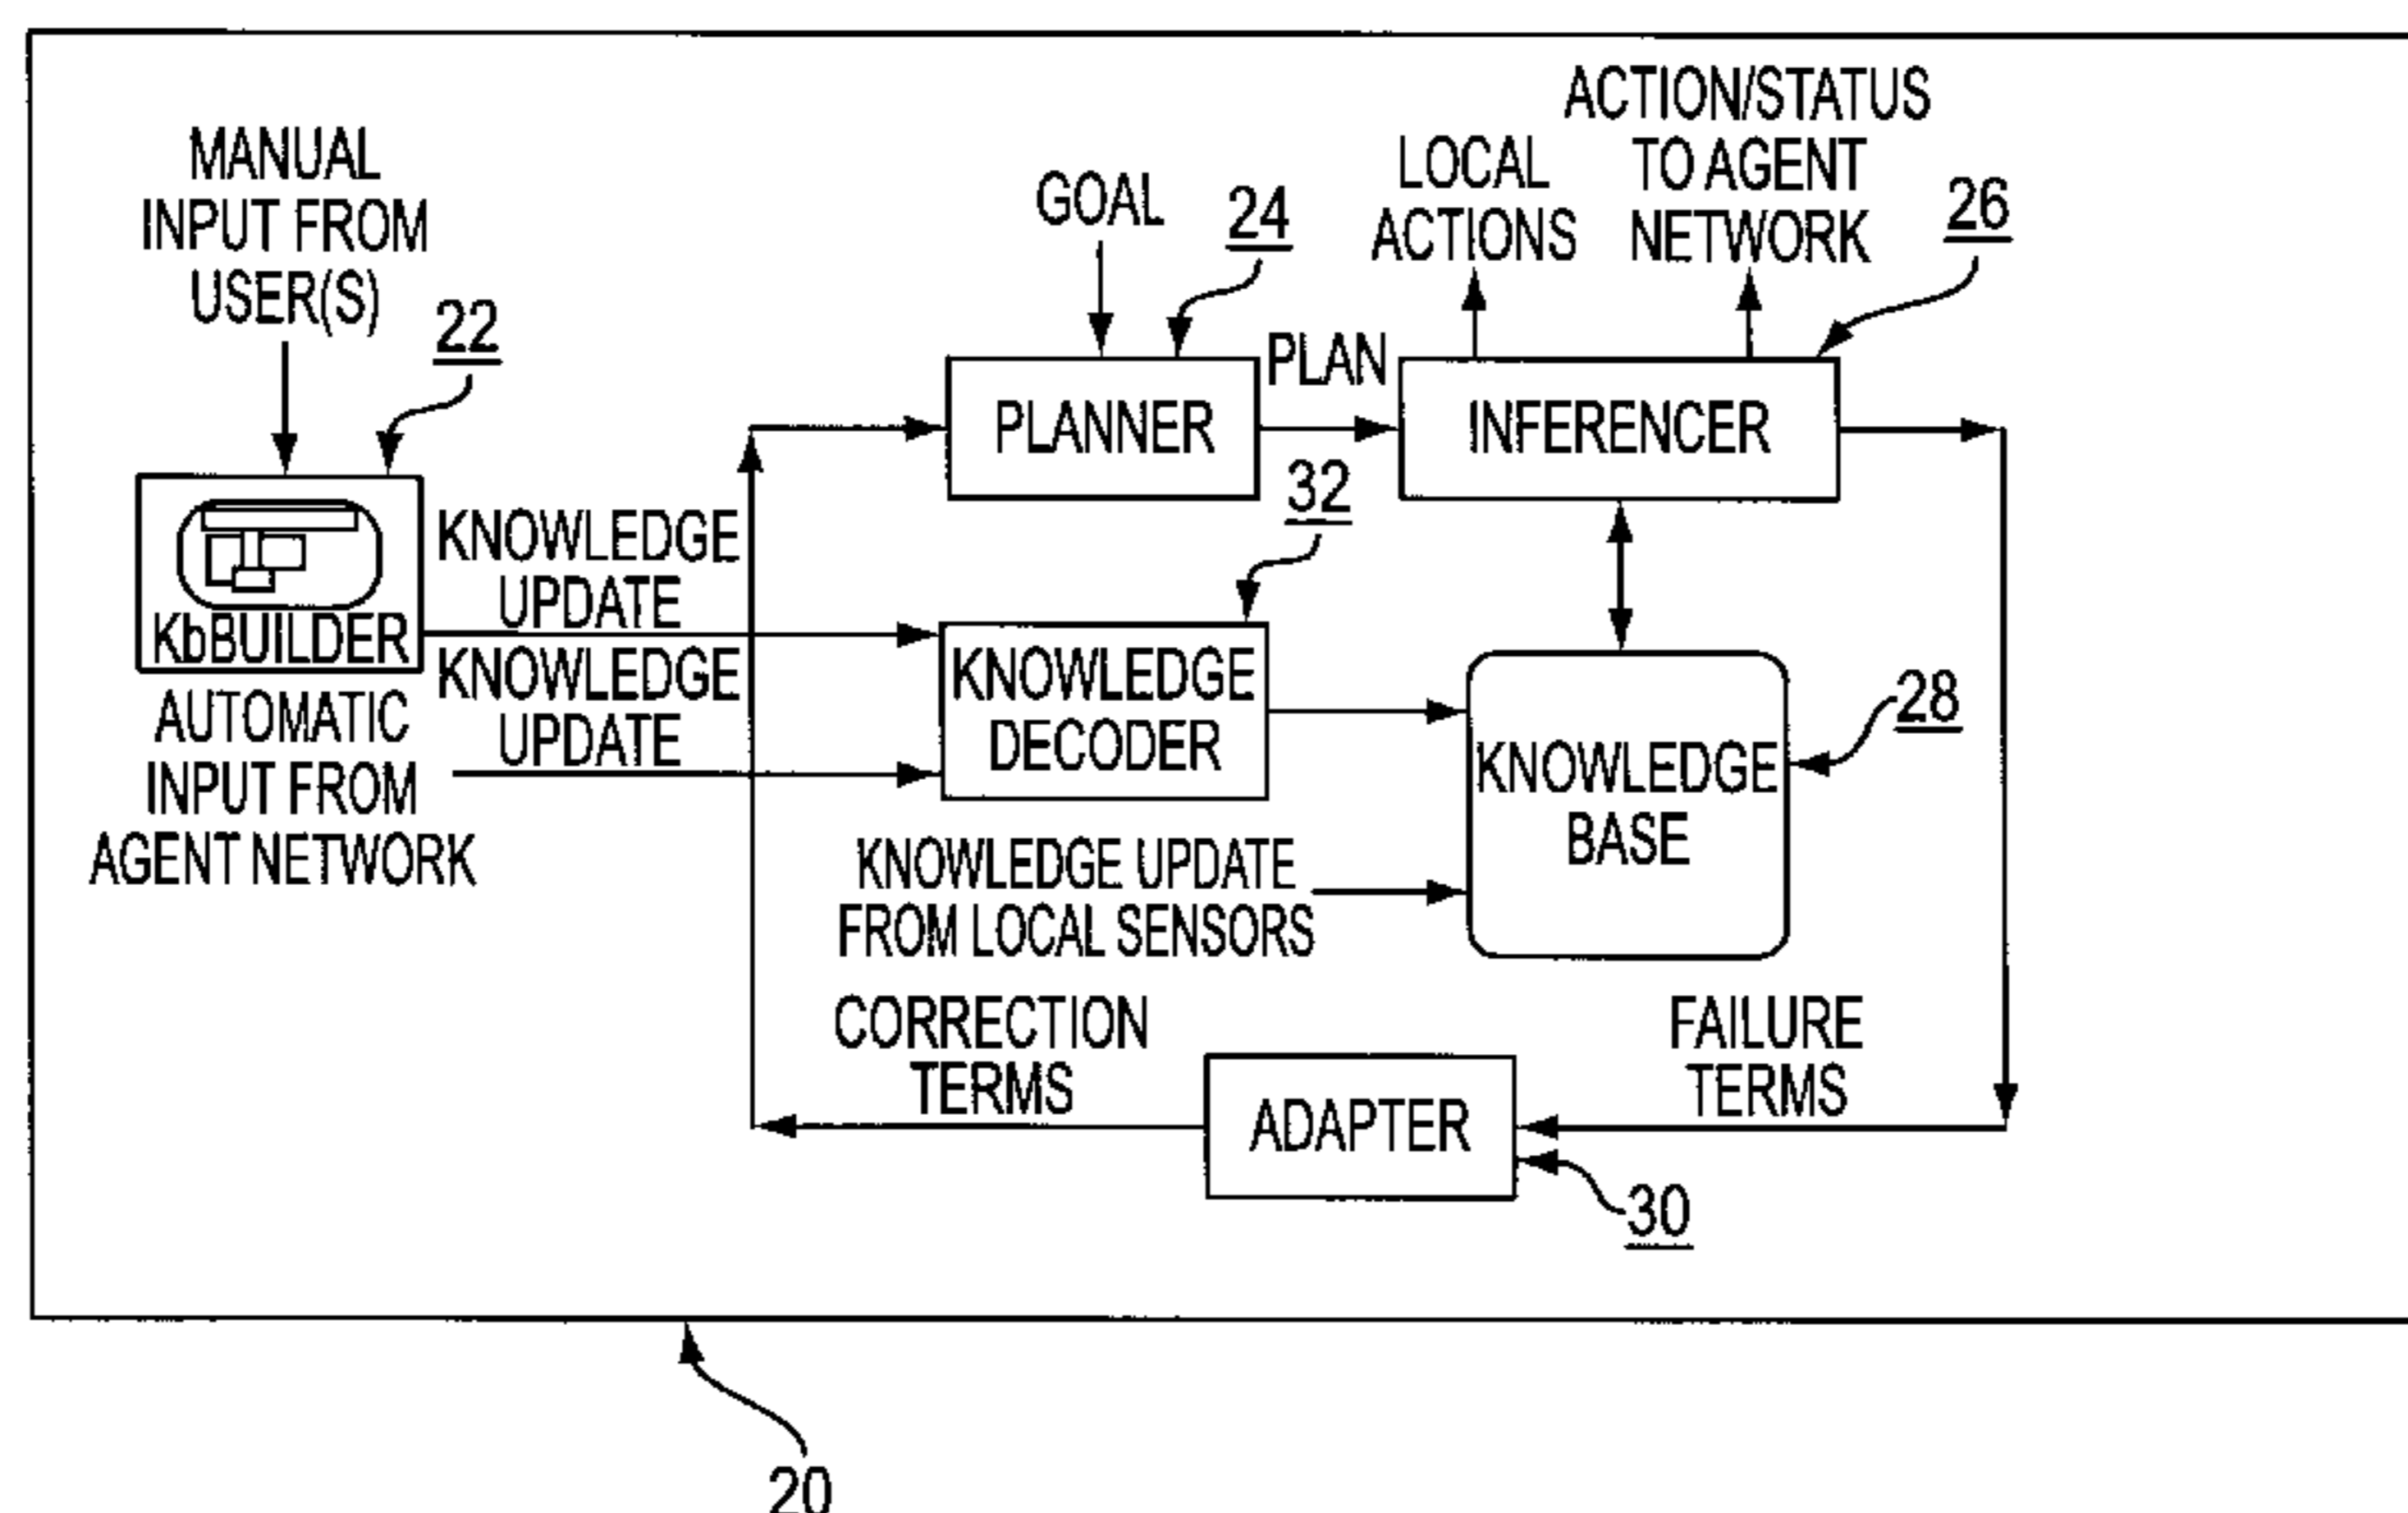 MANUAL
INPUT FROM
USER(S)
22
GOAL
24
LOCAL
ACTIONS
ACTION/STATUS
TO AGENT
NETWORK
26
PLANNER
PLAN
INFERENCER
KbBUILDER
KNOWLEDGE
UPDATE
KNOWLEDGE
UPDATE
AUTOMATIC
INPUT FROM
AGENT NETWORK
32
KNOWLEDGE
DECODER
KNOWLEDGE
BASE
28
KNOWLEDGE UPDATE
FROM LOCAL SENSORS
CORRECTION
TERMS
ADAPTER
FAILURE
TERMS
30
20